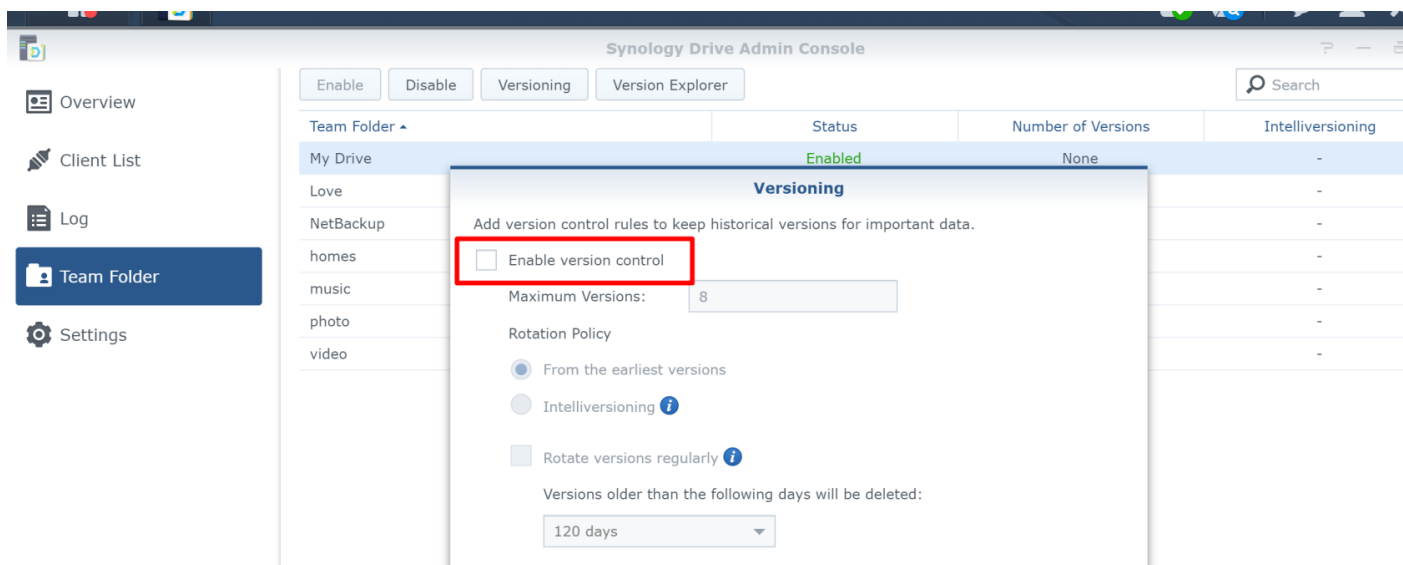 Synology Drive Admin Console
Overview
Client List
Log
Team Folder
Settings
Enable Disable Versioning Version Explorer Search
Team Folder Status Number of Versions Intelliversioning
My Drive Enabled None -
Love -
NetBackup -
homes -
music -
photo -
video -
Versioning
Add version control rules to keep historical versions for important data.
Enable version control
Maximum Versions: 8
Rotation Policy
From the earliest versions
Intelliversioning
Rotate versions regularly
Versions older than the following days will be deleted:
120 days